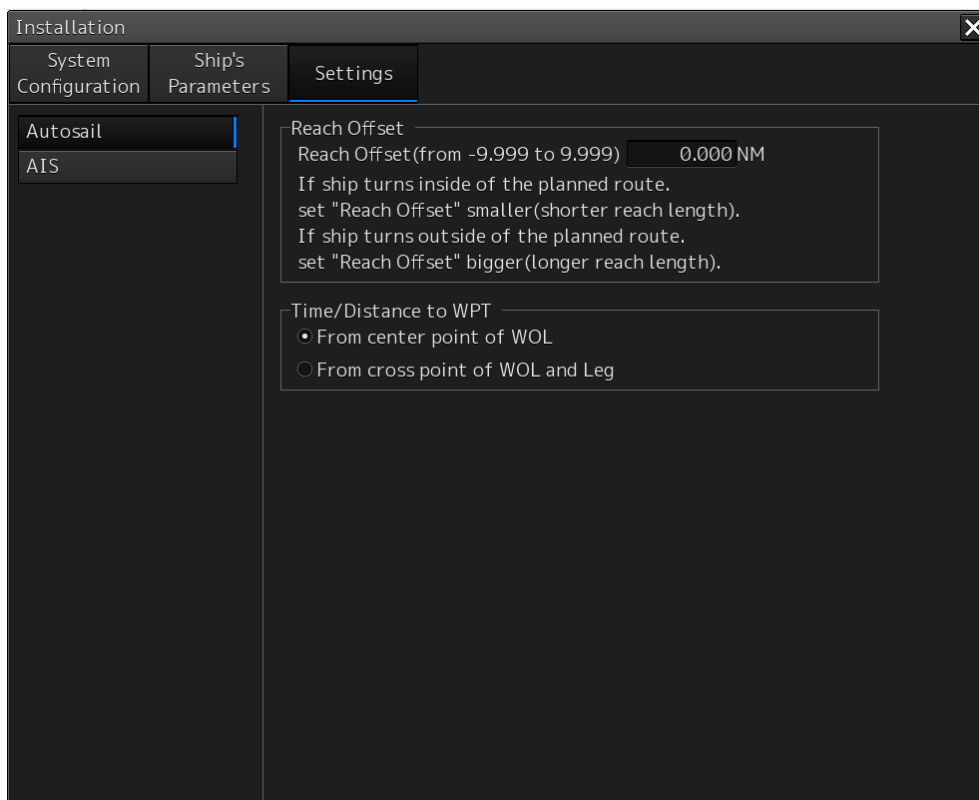 Installation
System
Configuration
Ship's
Parameters
Settings
Autosail
AIS
Reach Offset
Reach Offset(from -9.999 to 9.999) 0.000 NM
If ship turns inside of the planned route.
set "Reach Offset" smaller(shorter reach length).
If ship turns outside of the planned route.
set "Reach Offset" bigger(longer reach length).
Time/Distance to WPT
From center point of WOL
From cross point of WOL and Leg